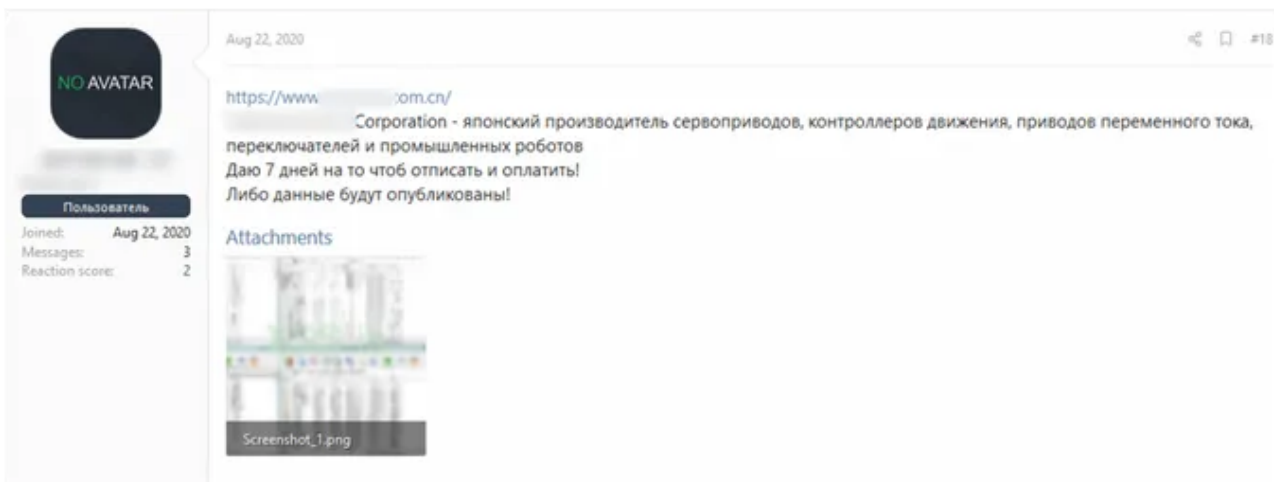 NO AVATAR
Пользователь
Joined: Aug 22, 2020
Messages: 3
Reaction score: 2
Aug 22, 2020
#18
https://www om.cn/
Corporation - японский производитель сервоприводов, контроллеров движения, приводов переменного тока,
переключателей и промышленных роботов
Даю 7 дней на то чтоб отписать и оплатить!
Либо данные будут опубликованы!
Attachments
Screenshot_1.png